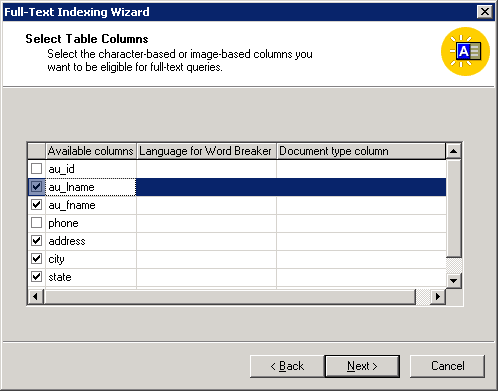 Full-Text Indexing Wizard
Select Table Columns
Select the character-based or image-based columns you
want to be eligible for full-text queries.
A
Available columns Language for Word Breaker Document type column
au_id
au_lname
au_fname
phone
address
city
state
< Back Next > Cancel